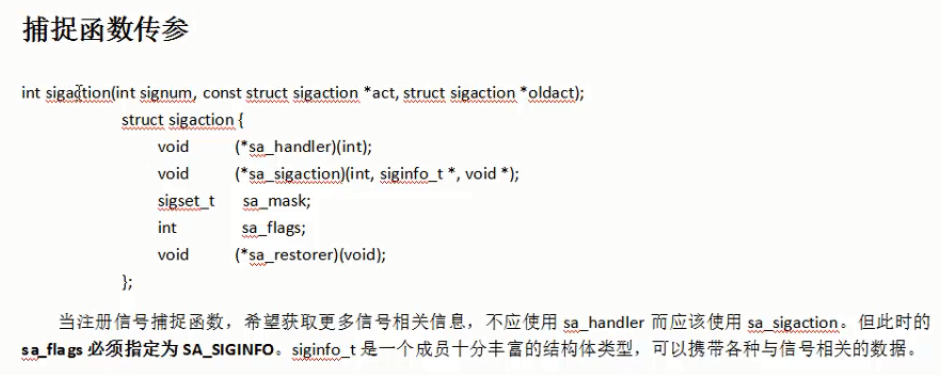 捕捉函数传参
int sigaction(int signum, const struct sigaction *act, struct sigaction *oldact);
struct sigaction {
void (*sa_handler)(int);
void (*sa_sigaction)(int, siginfo_t *, void *);
sigset_t sa_mask;
int sa_flags;
void (*sa_restorer)(void);
};
当注册信号捕捉函数，希望获取更多信号相关信息，不应使用 sa_handler 而应该使用 sa_sigaction。但此时的
sa_flags 必须指定为 SA_SIGINFO。siginfo_t 是一个成员十分丰富的结构体类型，可以携带各种与信号相关的数据。